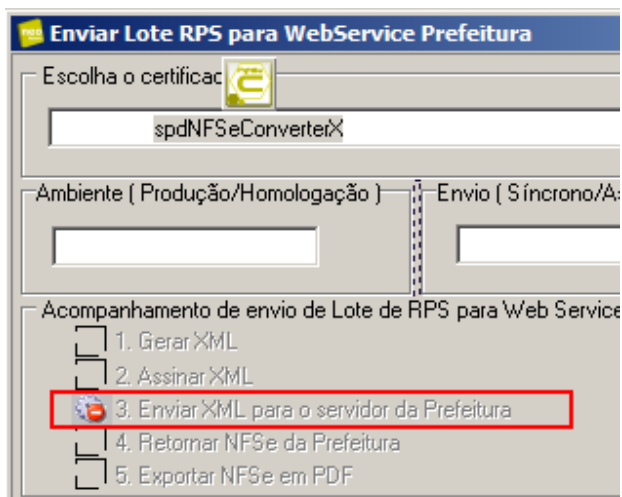 Enviar Lote RPS para WebService Prefeitura
Escolha o certificac
spdNFSeConverterX
Ambiente ( Produção/Homologação )
Envio ( Síncrono/A
Acompanhamento de envio de Lote de RPS para Web Service
1. Gerar XML
2. Assinar XML
3. Enviar XML para o servidor da Prefeitura
4. Retornar NFSe da Prefeitura
5. Exportar NFSe em PDF